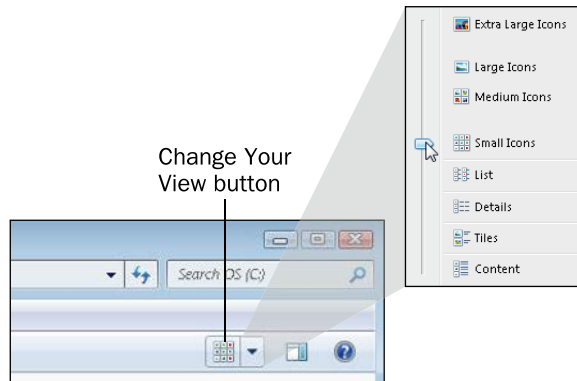 Extra Large Icons
Large Icons
Medium Icons
Small Icons
List
Details
Tiles
Content
Change Your
View button
Search OS (C:)